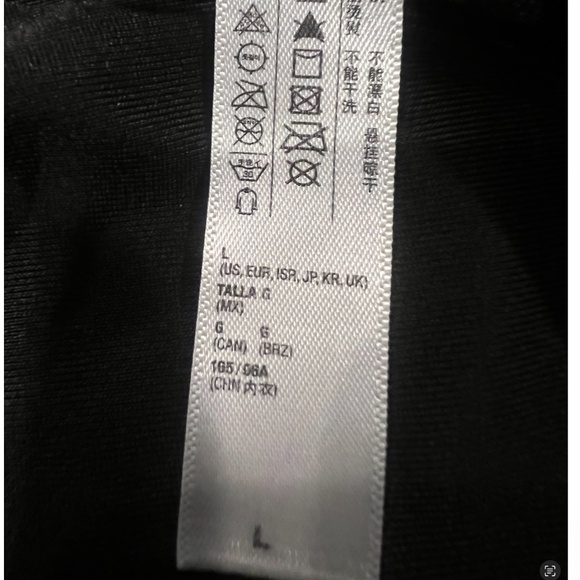 不能漂白 悬挂晾干
不能干洗
30
L
(US, EUR, ISR, JP, KR, UK)
TALLA G
(MX)
G G
(CAN) (BRZ)
165/96A
(CHN 内衣)
L